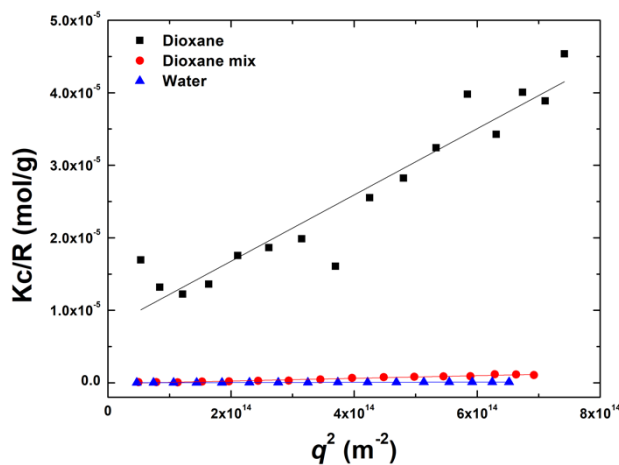 5.0x10⁻⁵
4.0x10⁻⁵
3.0x10⁻⁵
2.0x10⁻⁵
1.0x10⁻⁵
0.0
Kc/R (mol/g)
Dioxane
Dioxane mix
Water
0 2x10¹⁴ 4x10¹⁴ 6x10¹⁴ 8x10¹⁴
q² (m⁻²)